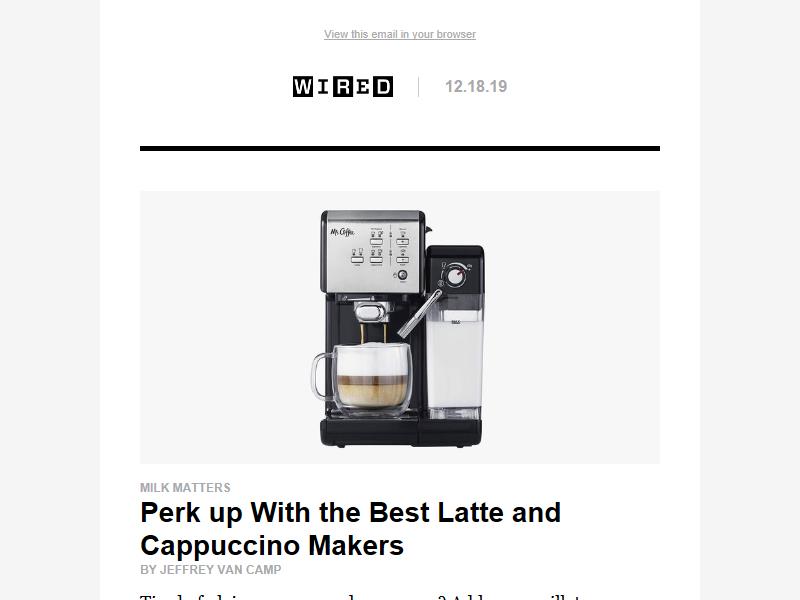 View this email in your browser
WIRED
12.18.19
Mr. Coffee
MILK MATTERS
Perk up With the Best Latte and
Cappuccino Makers
BY JEFFREY VAN CAMP